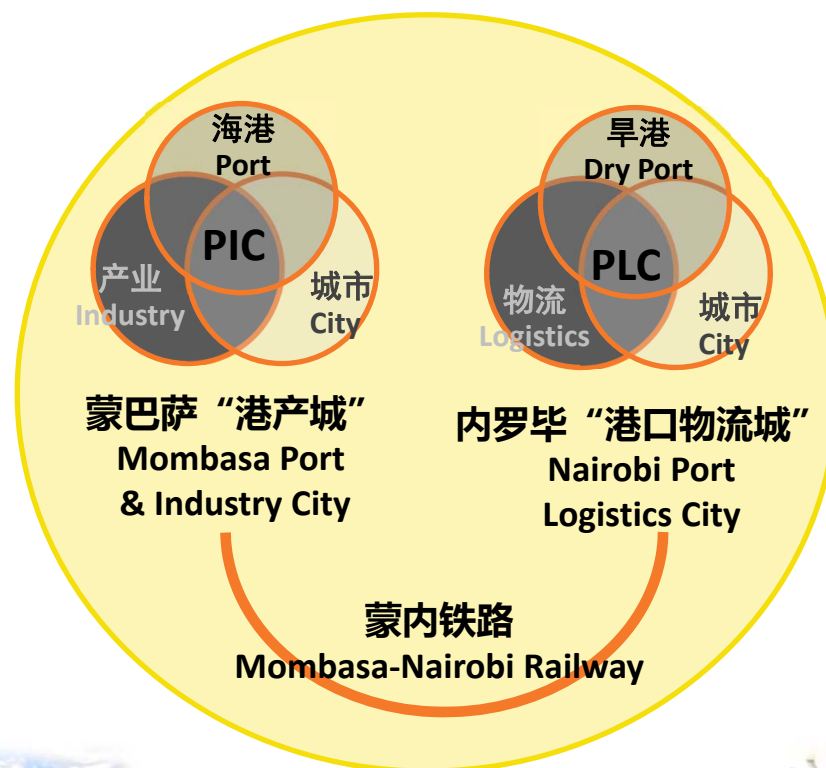 海港
Port
PIC
产业
Industry
城市
City
蒙巴萨“港产城”
Mombasa Port
& Industry City
旱港
Dry Port
PLC
物流
Logistics
城市
City
内罗毕“港口物流城”
Nairobi Port
Logistics City
蒙内铁路
Mombasa-Nairobi Railway